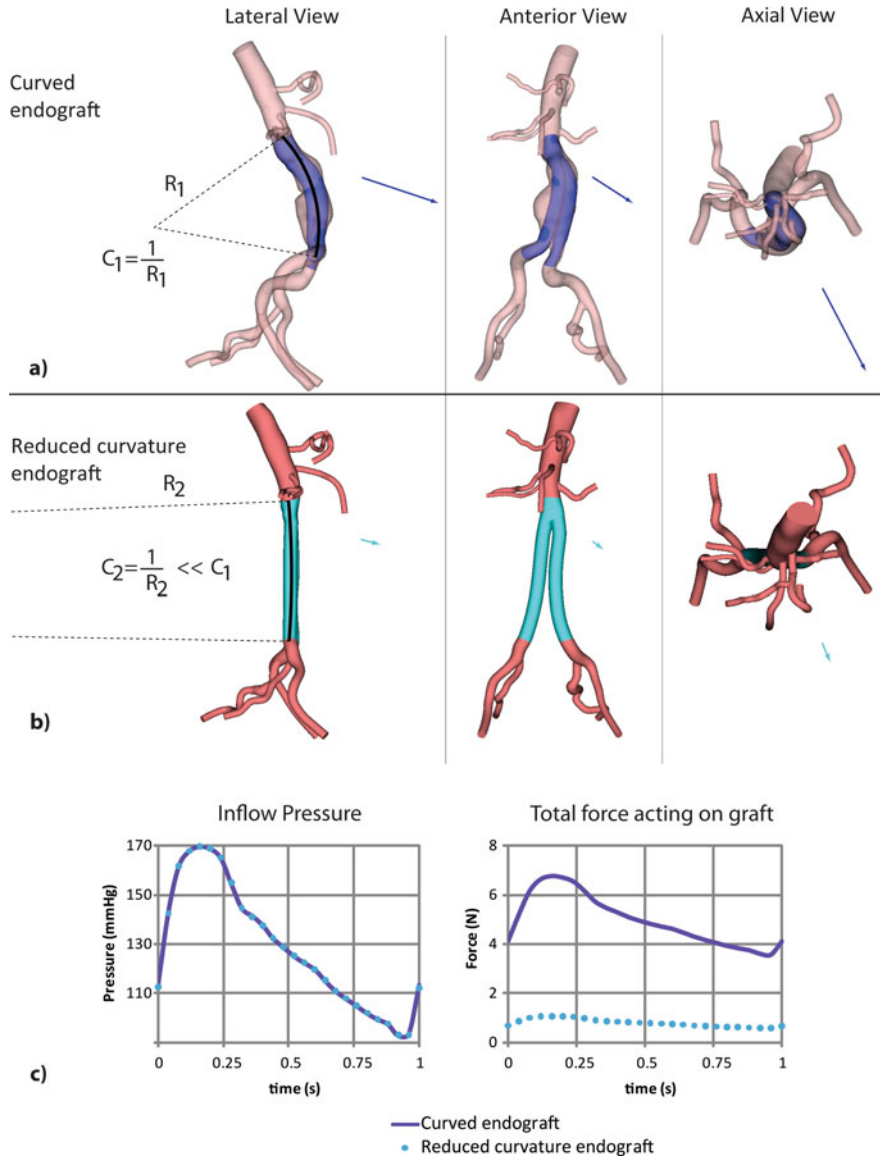 Lateral View
Anterior View
Axial View
Curved
endograft
R₁
C₁=1/R₁
a)
Reduced curvature
endograft
R₂
C₂=1/R₂ << C₁
b)
Inflow Pressure
Total force acting on graft
Pressure (mmHg)
170
150
130
110
0
0.25
0.5
0.75
1
time (s)
Force (N)
8
6
4
2
0
0
0.25
0.5
0.75
1
time (s)
c)
Curved endograft
Reduced curvature endograft